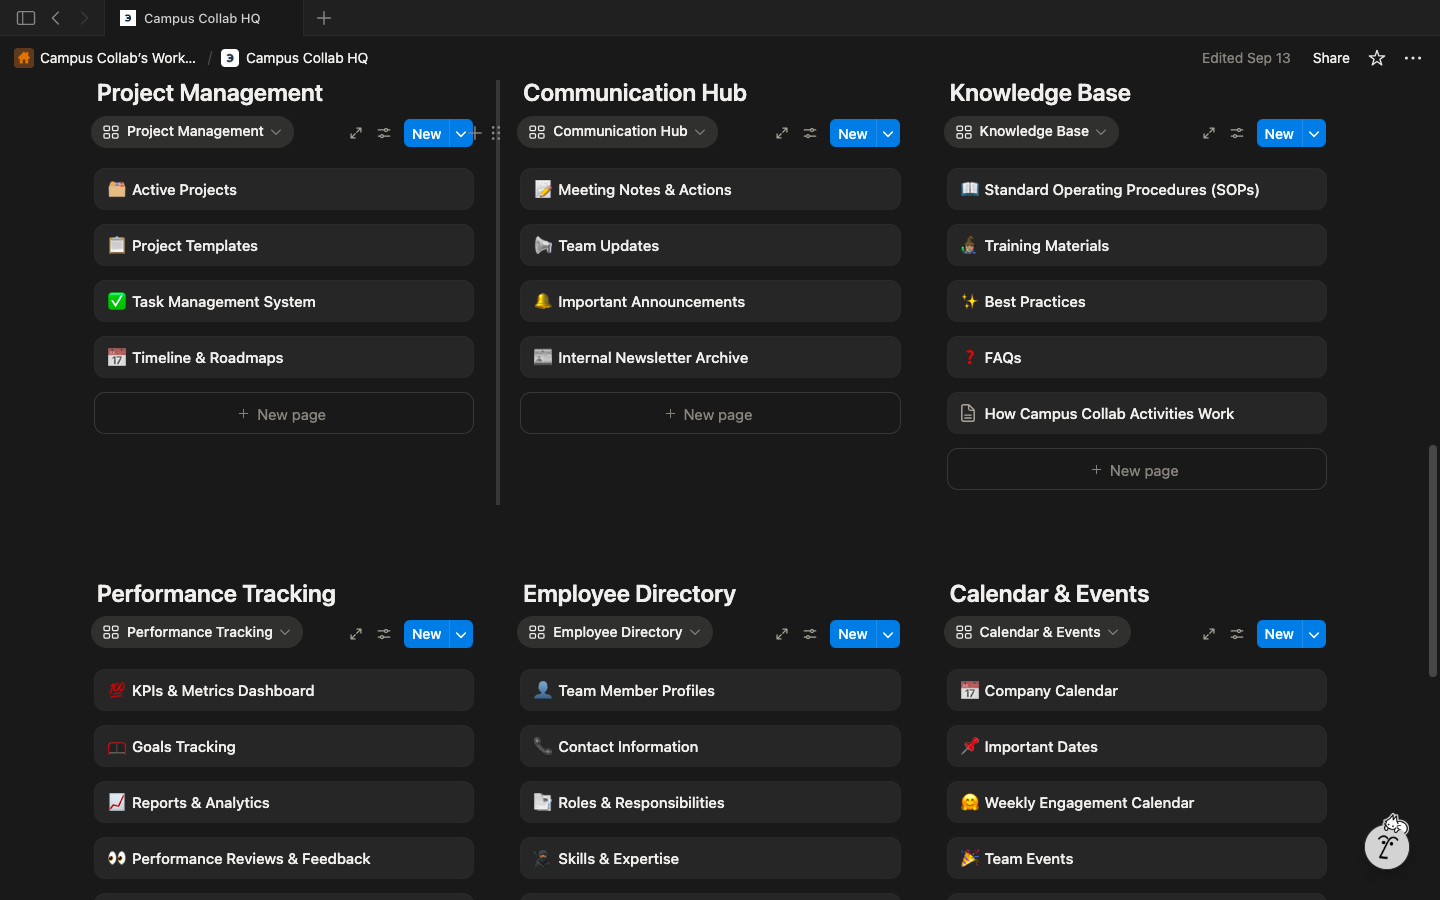 Campus Collab HQ
Campus Collab's Work... / Campus Collab HQ
Edited Sep 13 Share
Project Management
Project Management New
Active Projects
Project Templates
Task Management System
Timeline & Roadmaps
+ New page
Communication Hub
Communication Hub New
Meeting Notes & Actions
Team Updates
Important Announcements
Internal Newsletter Archive
+ New page
Knowledge Base
Knowledge Base New
Standard Operating Procedures (SOPs)
Training Materials
Best Practices
FAQs
How Campus Collab Activities Work
+ New page
Performance Tracking
Performance Tracking New
KPIs & Metrics Dashboard
Goals Tracking
Reports & Analytics
Performance Reviews & Feedback
Employee Directory
Employee Directory New
Team Member Profiles
Contact Information
Roles & Responsibilities
Skills & Expertise
Calendar & Events
Calendar & Events New
Company Calendar
Important Dates
Weekly Engagement Calendar
Team Events